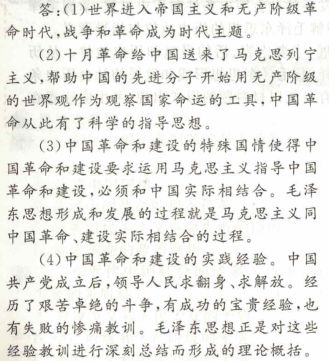 答:(1)世界进入帝国主义和无产阶级革
命时代,战争和革命成为时代主题。
(2)十月革命给中国送来了马克思列宁
主义,帮助中国的先进分子开始用无产阶级
的世界观作为观察国家命运的工具,中国革
命从此有了科学的指导思想。
(3)中国革命和建设的特殊国情使得中
国革命和建设要求运用马克思主义指导中国
革命和建设,必须和中国实际相结合。毛泽
东思想形成和发展的过程就是马克思主义同
中国革命、建设实际相结合的过程。
(4)中国革命和建设的实践经验。中国
共产党成立后,领导人民求翻身、求解放。经
历了艰苦卓绝的斗争,有成功的宝贵经验,也
有失败的惨痛教训。毛泽东思想正是对这些
经验教训进行深刻总结而形成的理论概括。